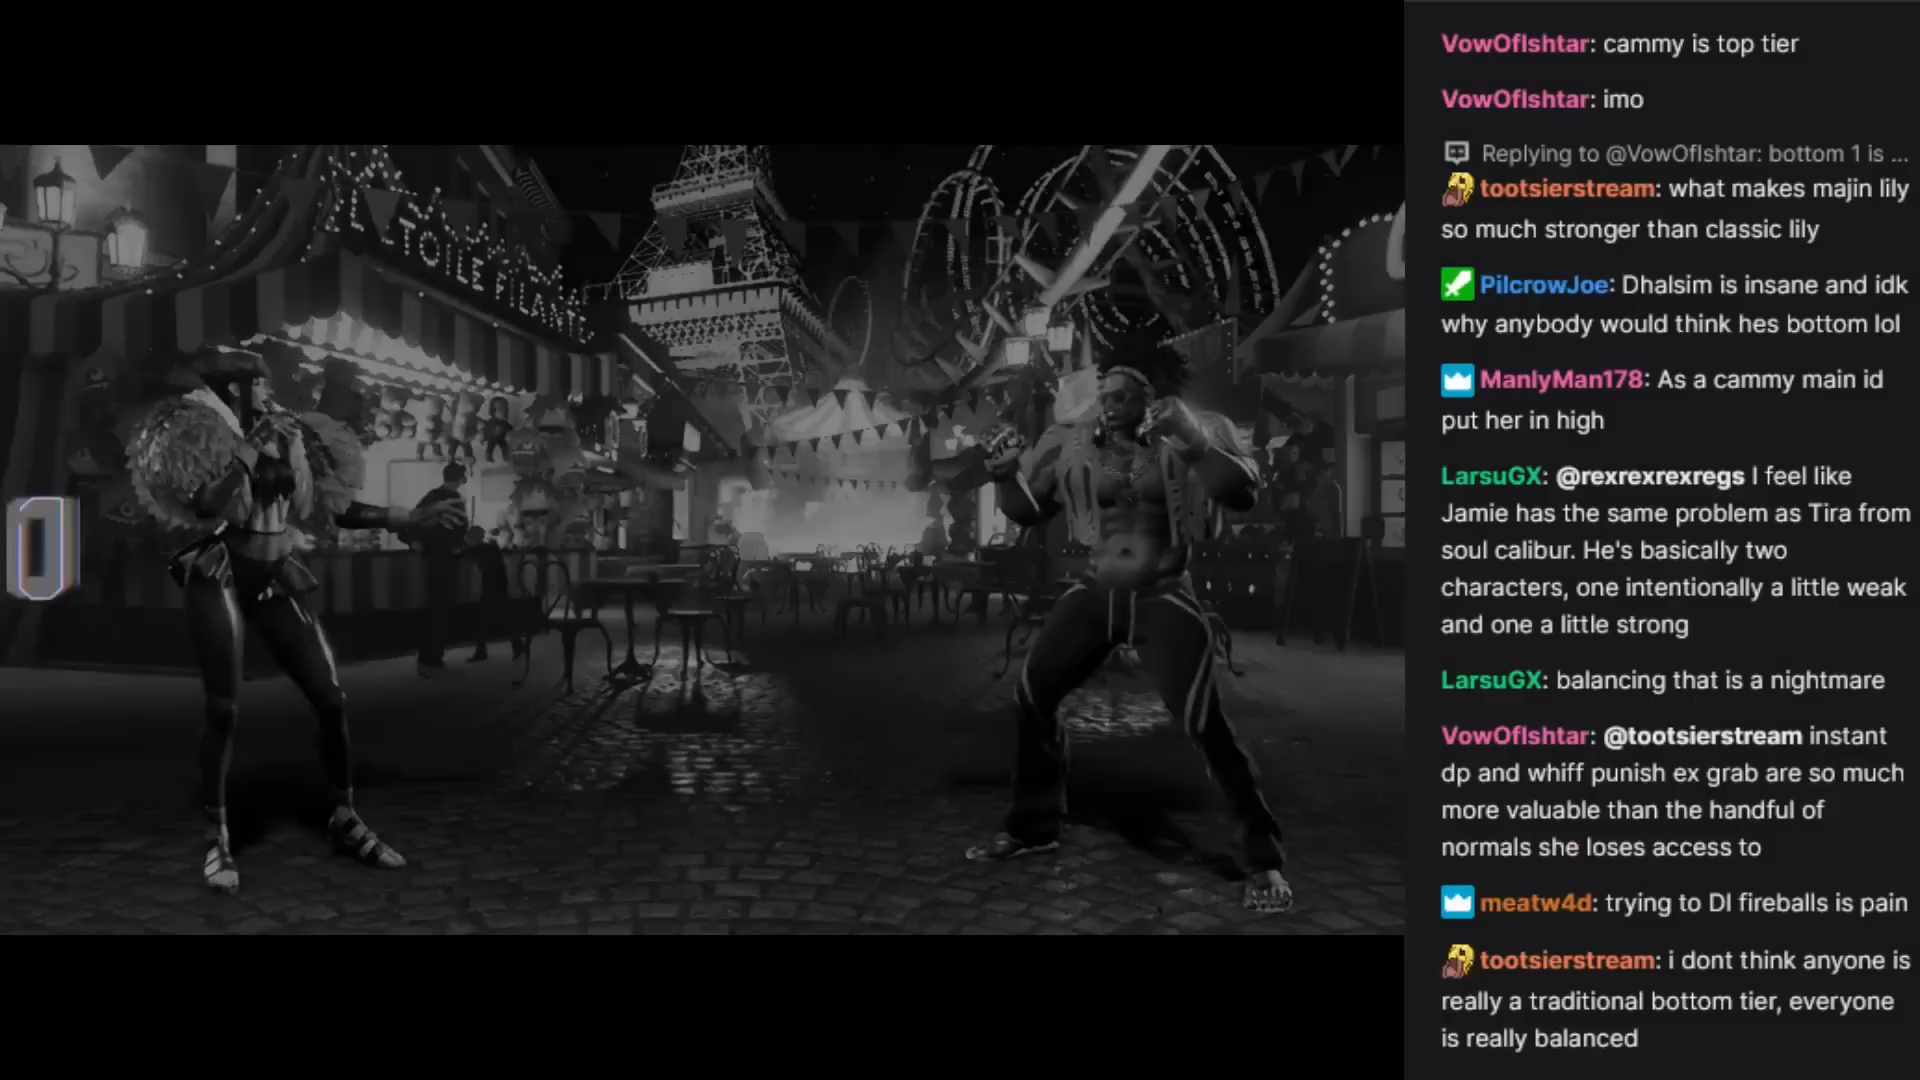 ÉTOILE FILANTE
0
VowOfIshtar: cammy is top tier
VowOfIshtar: imo
Replying to @VowOfIshtar: bottom 1 is ...
tootsierstream: what makes majin lily
so much stronger than classic lily
PilcrowJoe: Dhalsim is insane and idk
why anybody would think hes bottom lol
ManlyMan178: As a cammy main id
put her in high
LarsuGX: @rexrexrexregs I feel like
Jamie has the same problem as Tira from
soul calibur. He's basically two
characters, one intentionally a little weak
and one a little strong
LarsuGX: balancing that is a nightmare
VowOfIshtar: @tootsierstream instant
dp and whiff punish ex grab are so much
more valuable than the handful of
normals she loses access to
meatw4d: trying to DI fireballs is pain
tootsierstream: i dont think anyone is
really a traditional bottom tier, everyone
is really balanced